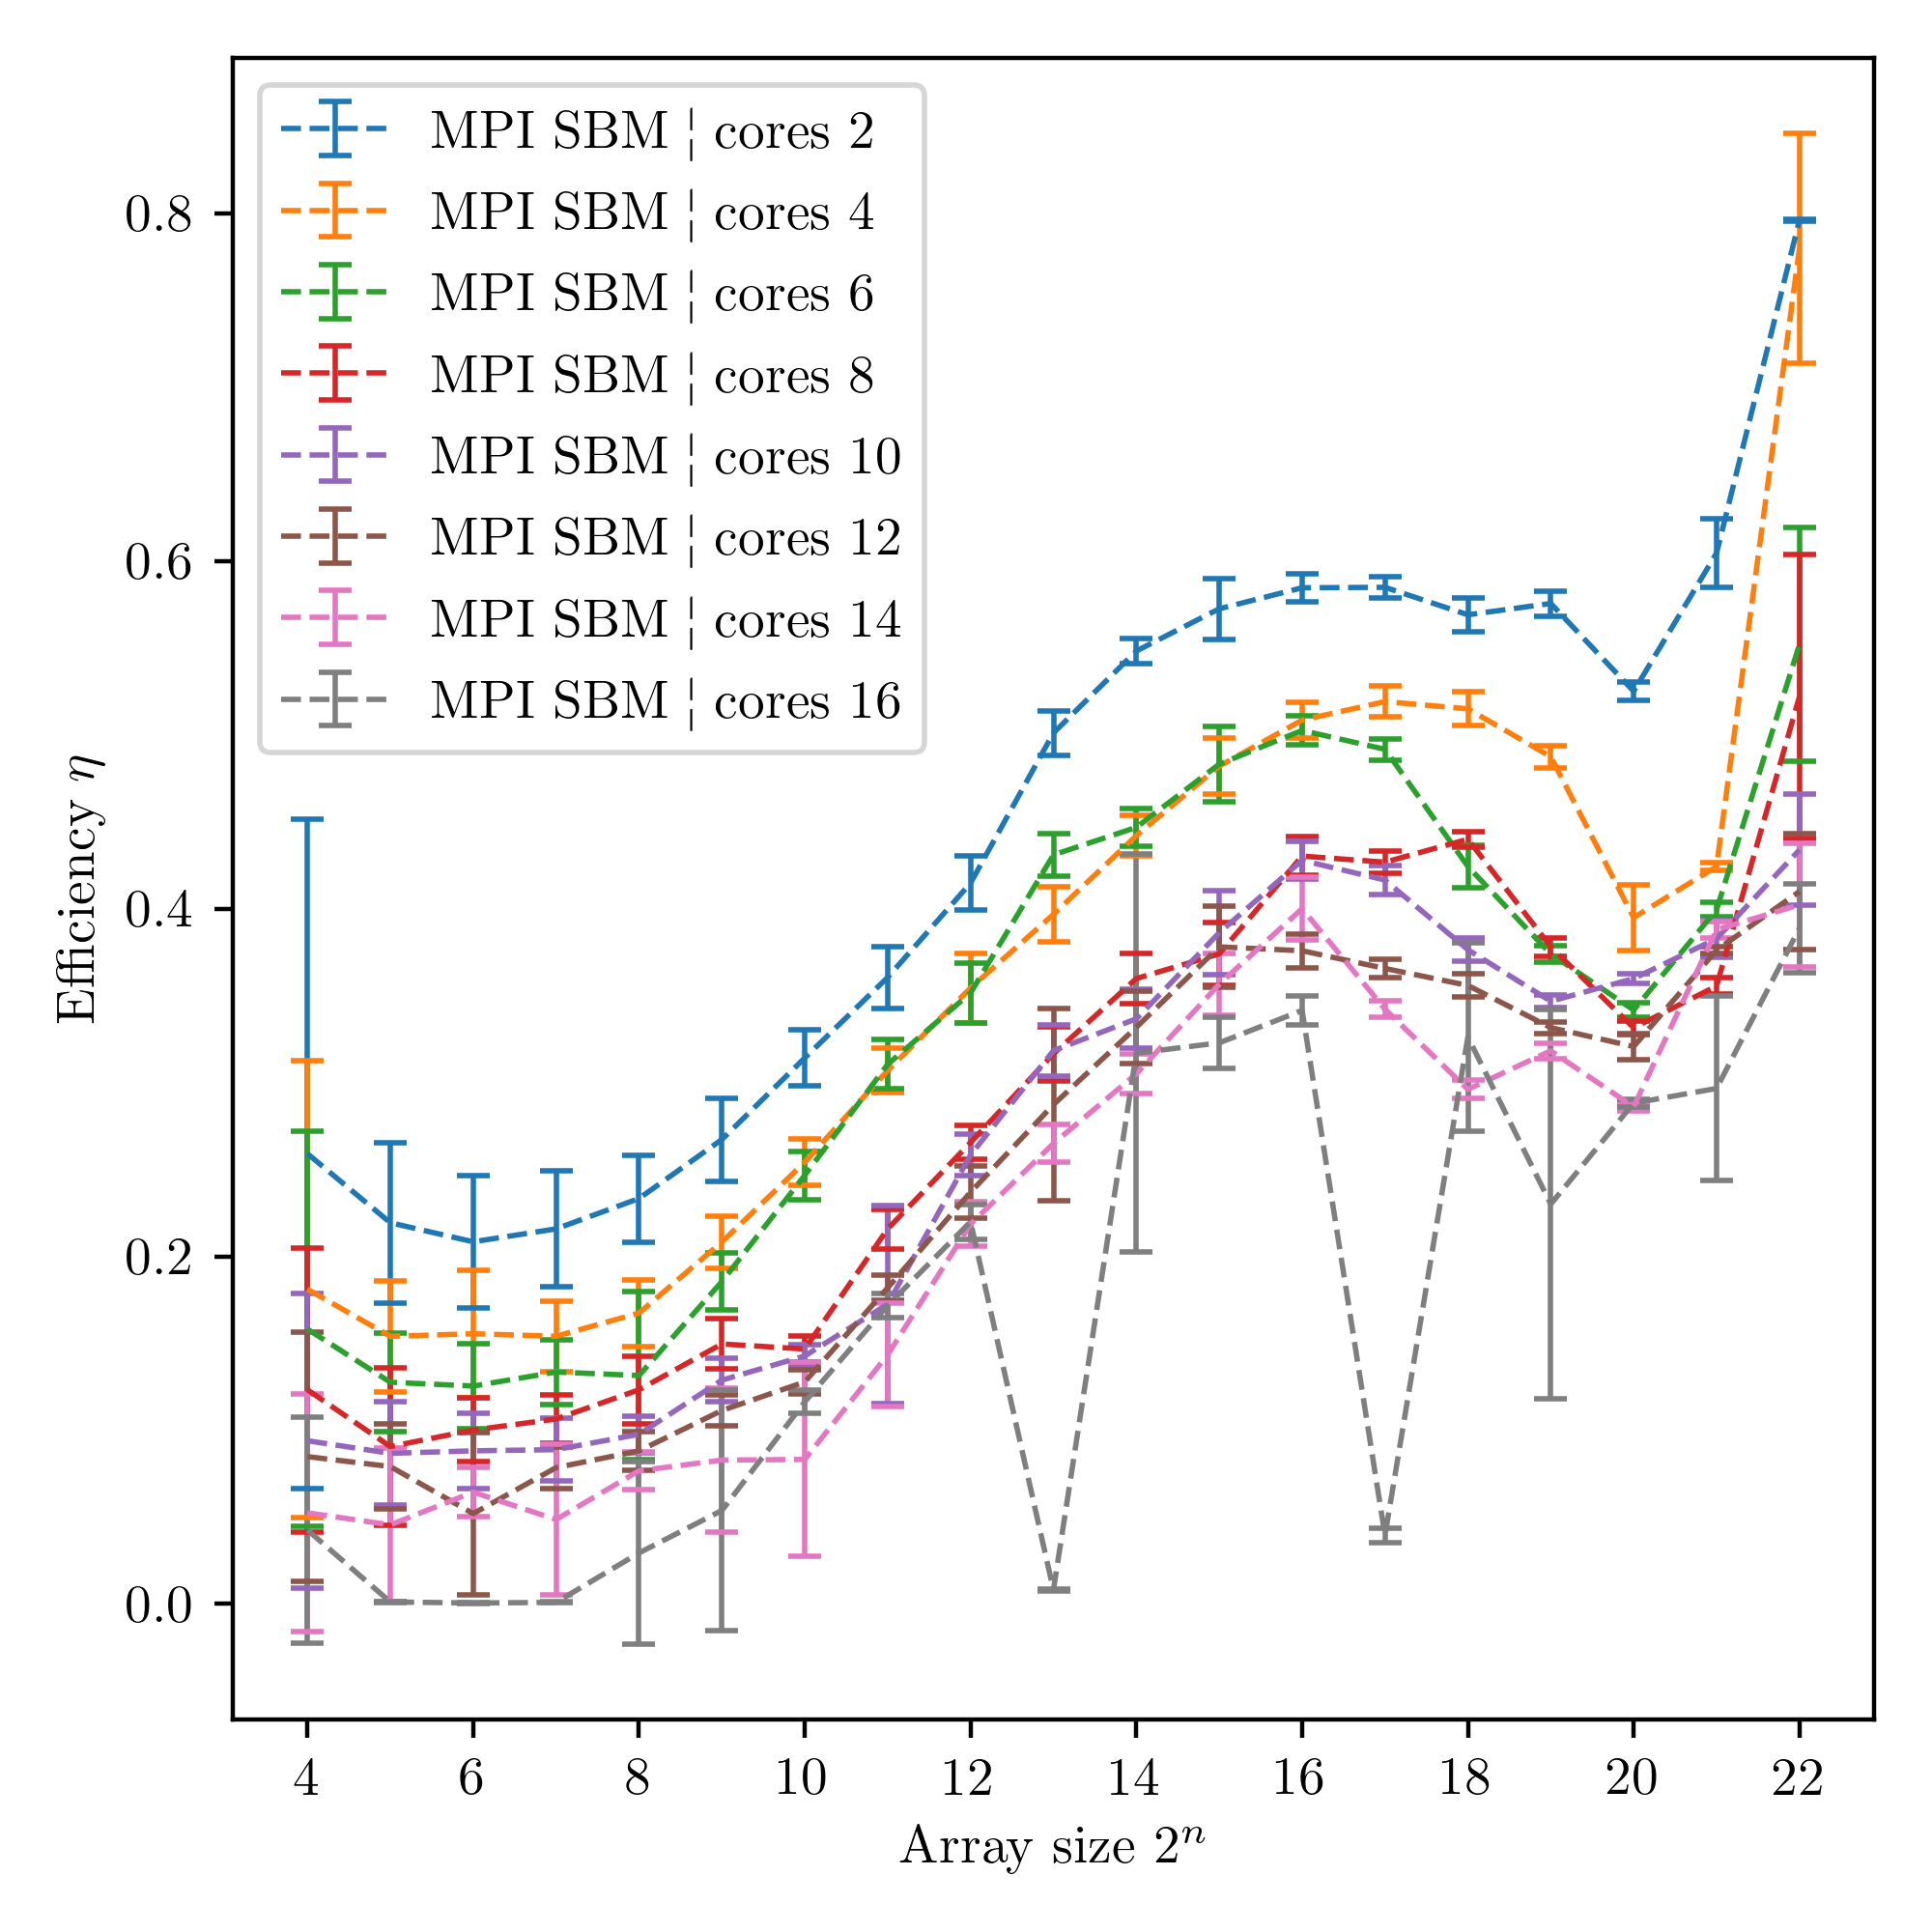 MPI SBM ¦ cores 2
MPI SBM ¦ cores 4
MPI SBM ¦ cores 6
MPI SBM ¦ cores 8
MPI SBM ¦ cores 10
MPI SBM ¦ cores 12
MPI SBM ¦ cores 14
MPI SBM ¦ cores 16
0.8
0.6
0.4
0.2
0.0
Efficiency η
4 6 8 10 12 14 16 18 20 22
Array size 2ⁿ